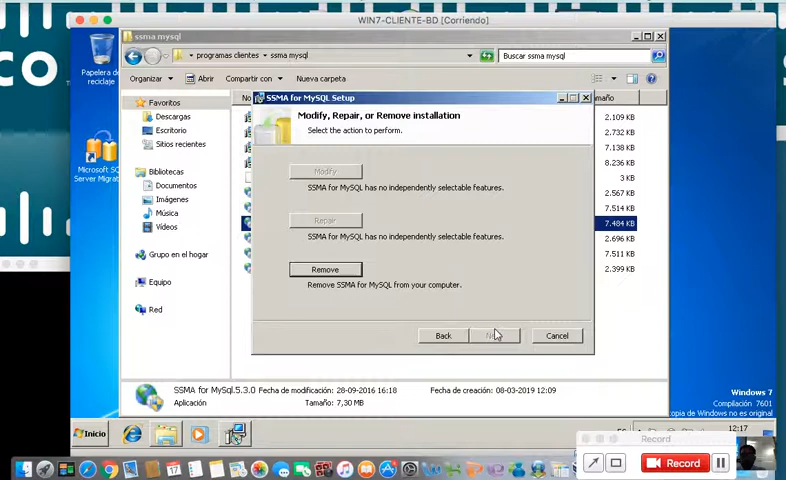 WIN7-CLIENTE-BD [Corriendo]
ssma mysql
programas clientes
ssma mysql
Buscar ssma mysql
Organizar
Abrir
Compartir con
Nueva carpeta
Papelera de
reciclaje
Microsoft SQ
Server Migrat
Favoritos
Descargas
Escritorio
Sitios recientes
Bibliotecas
Documentos
Imágenes
Música
Vídeos
Grupo en el hogar
Equipo
Red
SSMA for MySQL Setup
Modify, Repair, or Remove installation
Select the action to perform.
Modify
SSMA for MySQL has no independently selectable features.
Repair
SSMA for MySQL has no independently selectable features.
Remove
Remove SSMA for MySQL from your computer.
Back
Cancel
2.109 KB
2.732 KB
7.138 KB
8.236 KB
3 KB
2.567 KB
7.514 KB
7.484 KB
2.696 KB
7.511 KB
2.399 KB
SSMA for MySql.5.3.0 Fecha de modificación: 28-09-2016 16:18 Fecha de creación: 08-03-2019 12:09
Aplicación Tamaño: 7,30 MB
Windows 7
Compilación 7601
opia de Windows no es original
Inicio
12:17
Record
Record